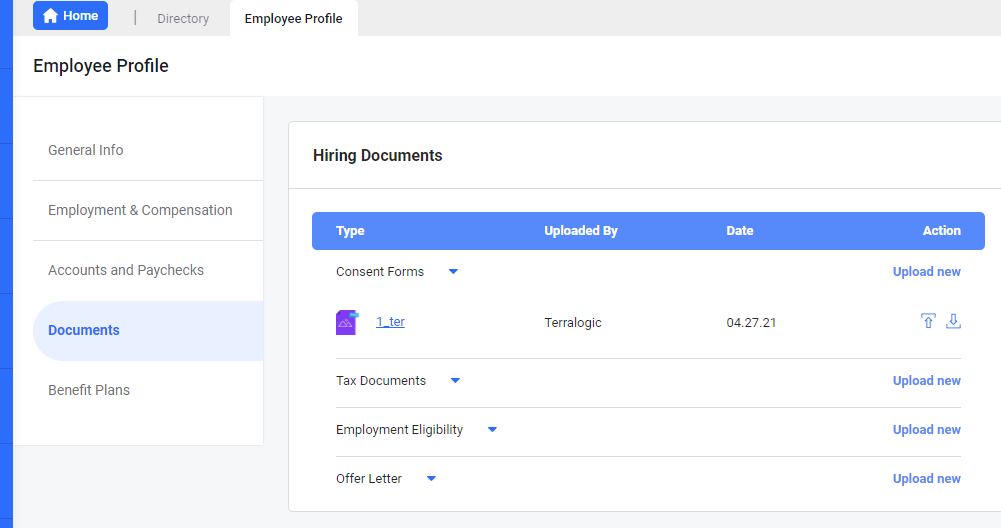 Home | Directory Employee Profile
Employee Profile
General Info
Employment & Compensation
Accounts and Paychecks
Documents
Benefit Plans
Hiring Documents
Type Uploaded By Date Action
Consent Forms Upload new
1_ter Terralogic 04.27.21
Tax Documents Upload new
Employment Eligibility Upload new
Offer Letter Upload new